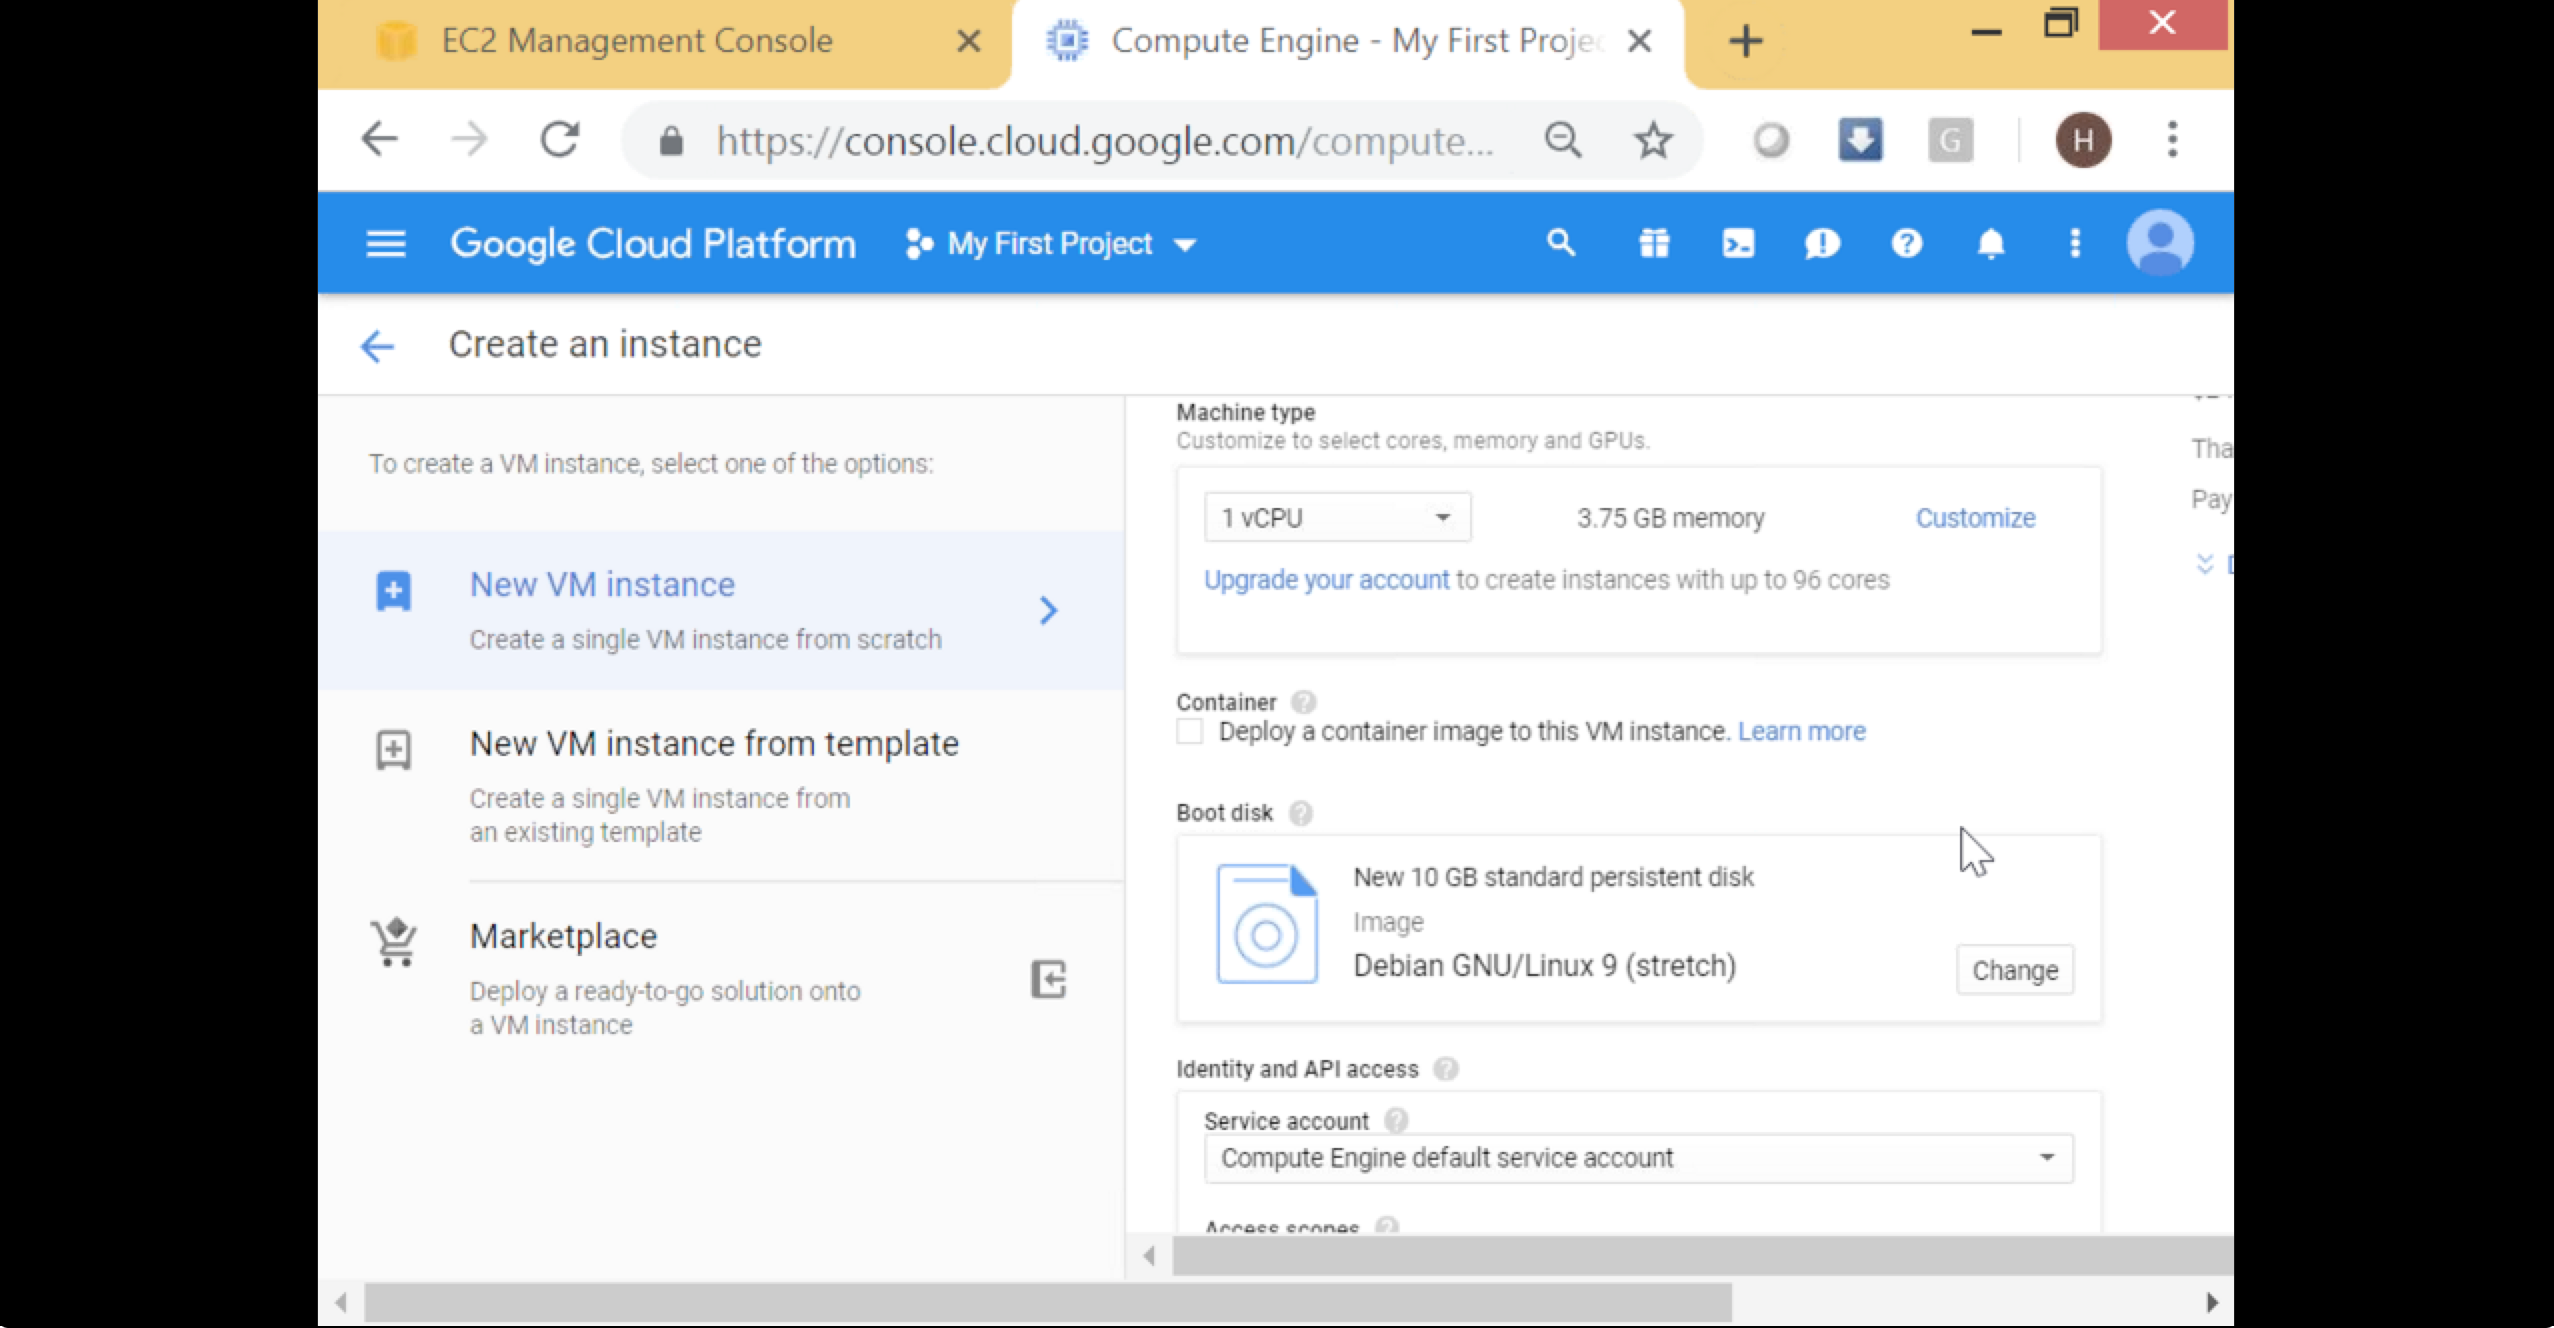 EC2 Management Console
Compute Engine - My First Projec
https://console.cloud.google.com/compute...
G
H
Google Cloud Platform
My First Project
Create an instance
To create a VM instance, select one of the options:
New VM instance
Create a single VM instance from scratch
New VM instance from template
Create a single VM instance from
an existing template
Marketplace
Deploy a ready-to-go solution onto
a VM instance
Machine type
Customize to select cores, memory and GPUs.
1 vCPU
3.75 GB memory
Customize
Upgrade your account to create instances with up to 96 cores
Container
Deploy a container image to this VM instance. Learn more
Boot disk
New 10 GB standard persistent disk
Image
Debian GNU/Linux 9 (stretch)
Change
Identity and API access
Service account
Compute Engine default service account
Access scopes
Tha
Pay